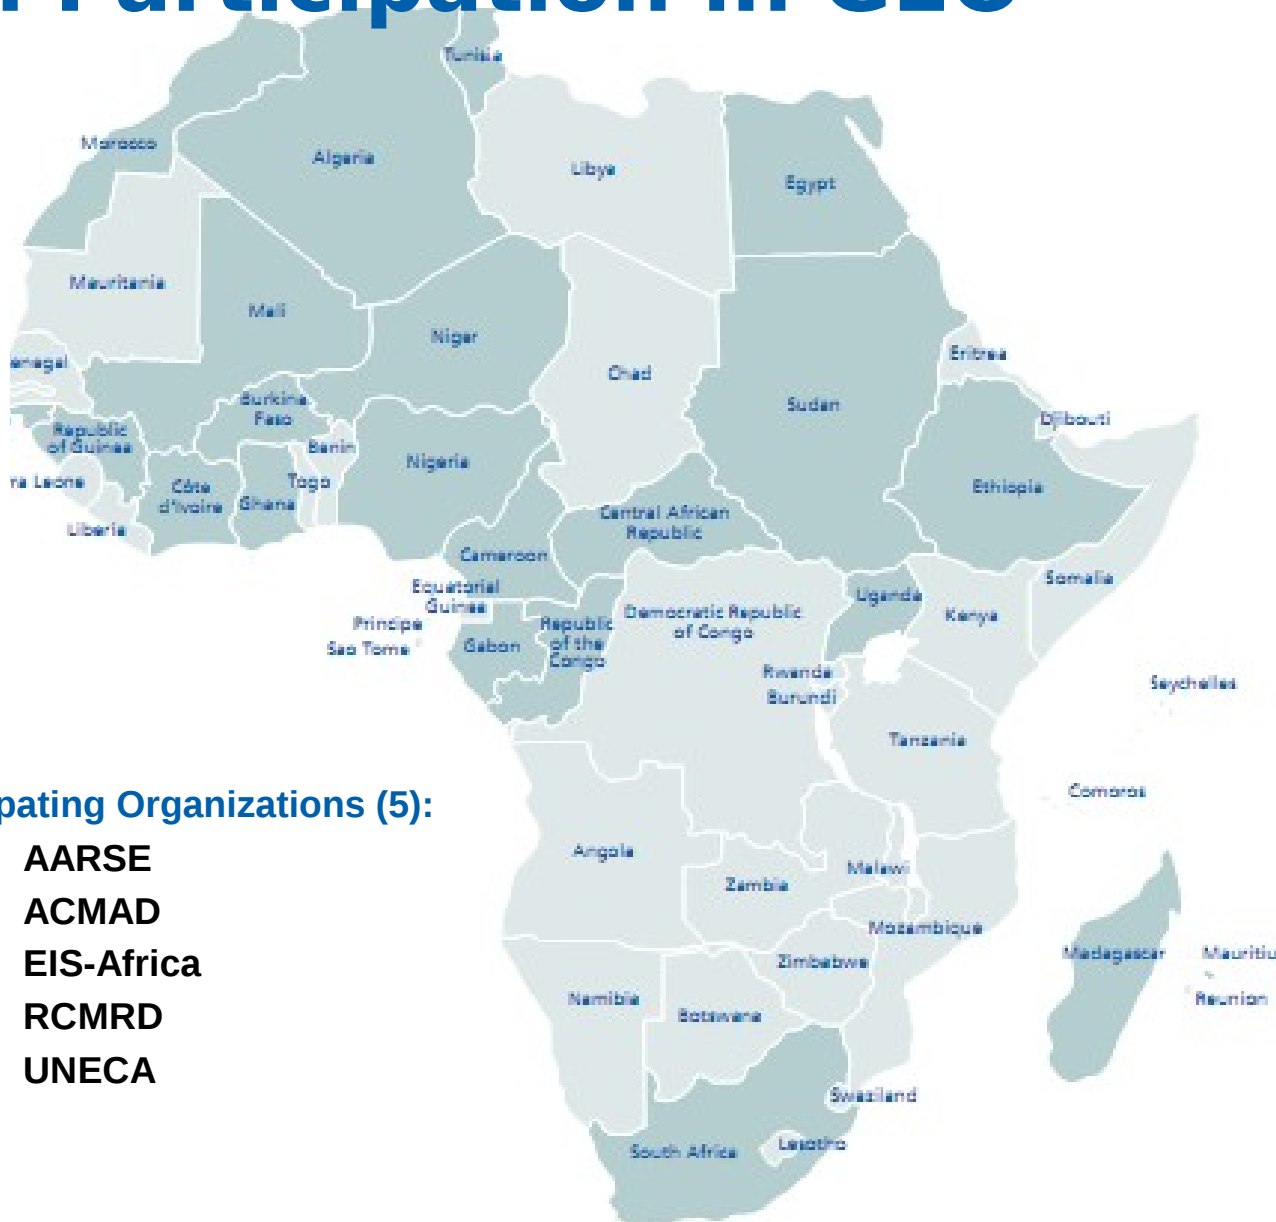 Participation in GEO
Tunisia
Morocco
Algeria
Libya
Egypt
Mauritania
Mali
Niger
Chad
Sudan
Eritrea
enegal
Burkina
Faso
Djibouti
Republic
of Guinea
Benin
Nigeria
Togo
ra Leone
Côte
d'Ivoire
Ghana
Ethiopia
Liberia
Central African
Republic
Cameroon
Equatorial
Guinea
Principe
Sao Tome
Gabon
Republic
of the
Congo
Democratic Republic
of Congo
Uganda
Kenya
Somalia
Rwanda
Burundi
Seychelles
Tanzania
Comoros
pating Organizations (5):
AARSE
ACMAD
EIS-Africa
RCMRD
UNECA
Angola
Zambia
Malawi
Mozambique
Zimbabwe
Madagascar
Mauritiu
Reunion
Namibia
Botswana
Swaziland
South Africa
Lesotho